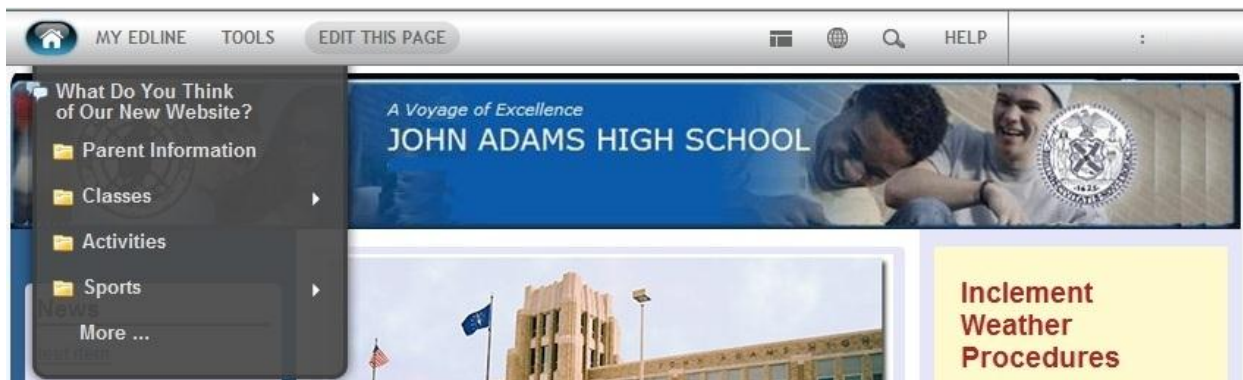 MY EDLINE TOOLS EDIT THIS PAGE HELP :
What Do You Think
of Our New Website?
Parent Information
Classes
Activities
Sports
More ...
News
A Voyage of Excellence
JOHN ADAMS HIGH SCHOOL
Inclement
Weather
Procedures